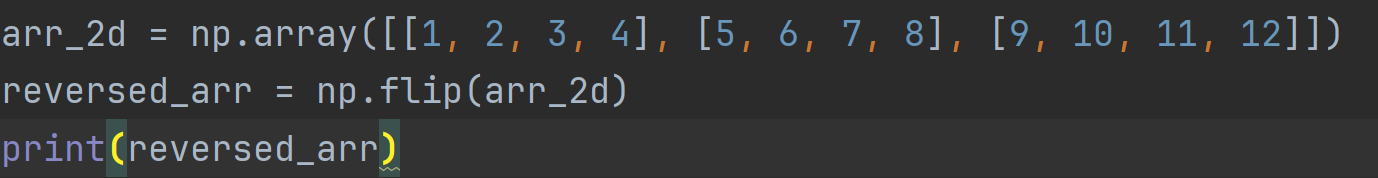 arr_2d = np.array([[1, 2, 3, 4], [5, 6, 7, 8], [9, 10, 11, 12]])
reversed_arr = np.flip(arr_2d)
print(reversed_arr)